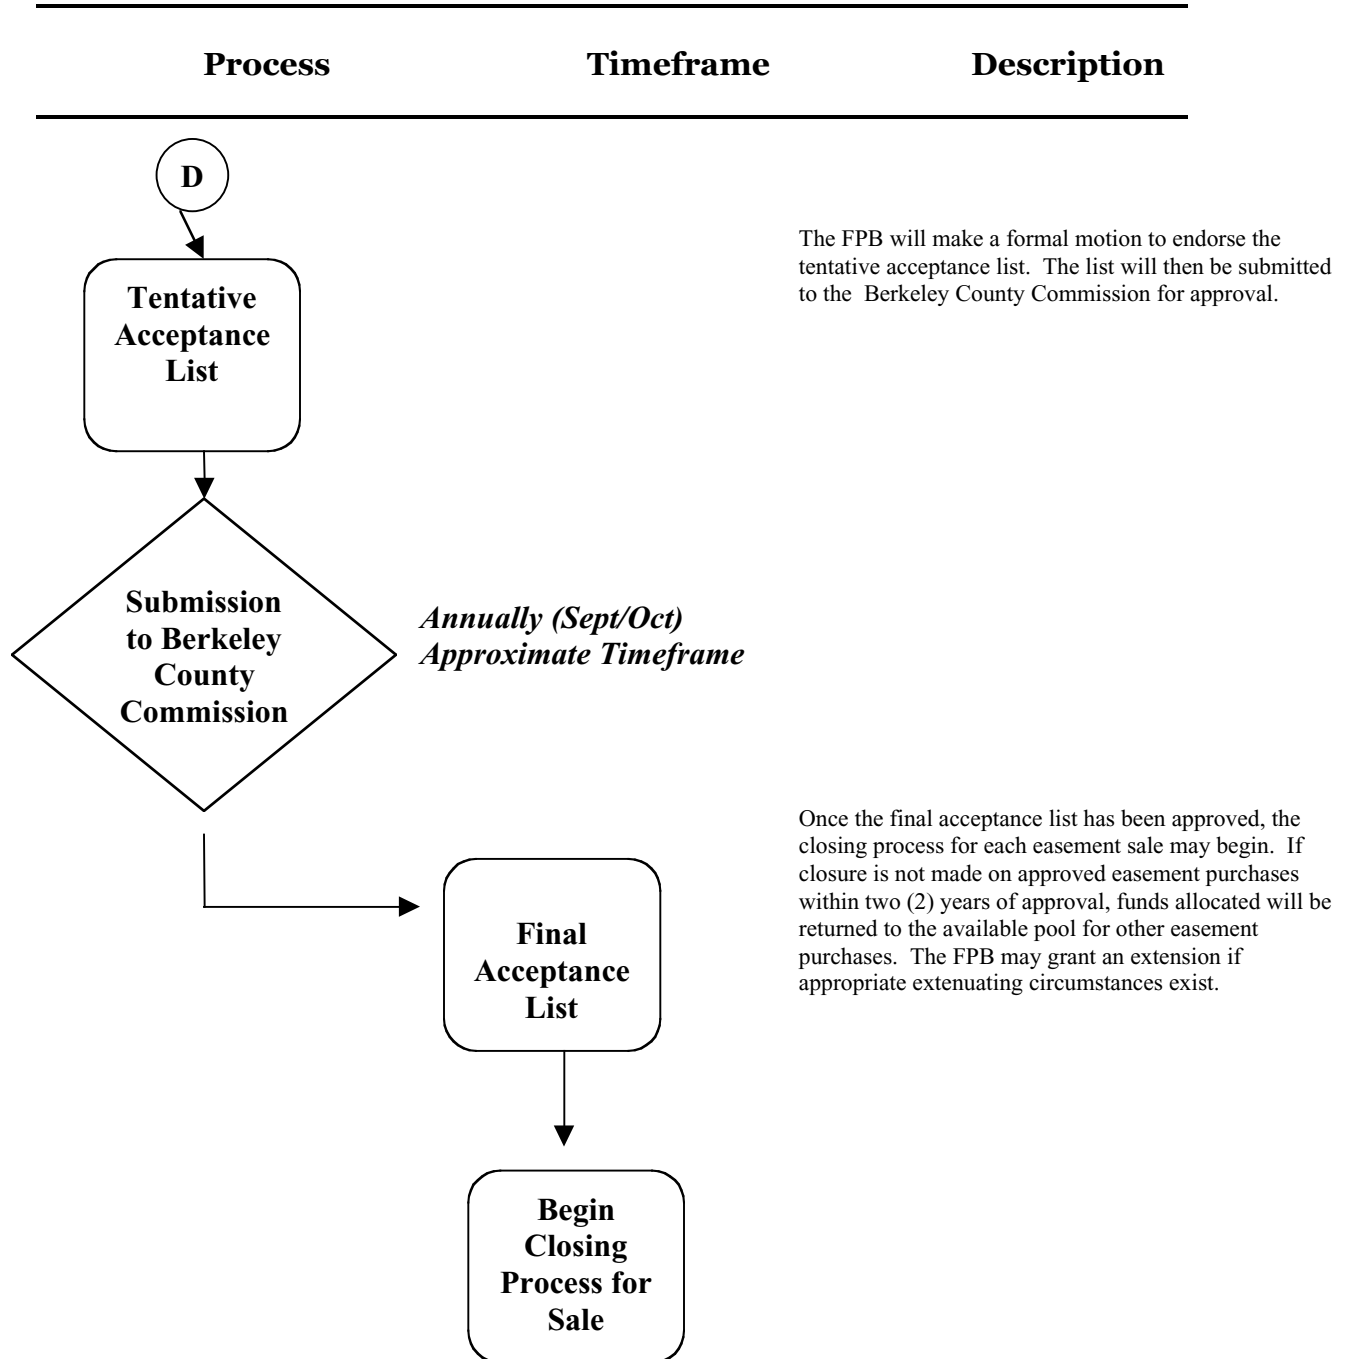 Process Timeframe Description
D
The FPB will make a formal motion to endorse the
tentative acceptance list. The list will then be submitted
to the Berkeley County Commission for approval.
Tentative
Acceptance
List
Submission
to Berkeley
County
Commission
Annually (Sept/Oct)
Approximate Timeframe
Once the final acceptance list has been approved, the
closing process for each easement sale may begin. If
closure is not made on approved easement purchases
within two (2) years of approval, funds allocated will be
returned to the available pool for other easement
purchases. The FPB may grant an extension if
appropriate extenuating circumstances exist.
Final
Acceptance
List
Begin
Closing
Process for
Sale